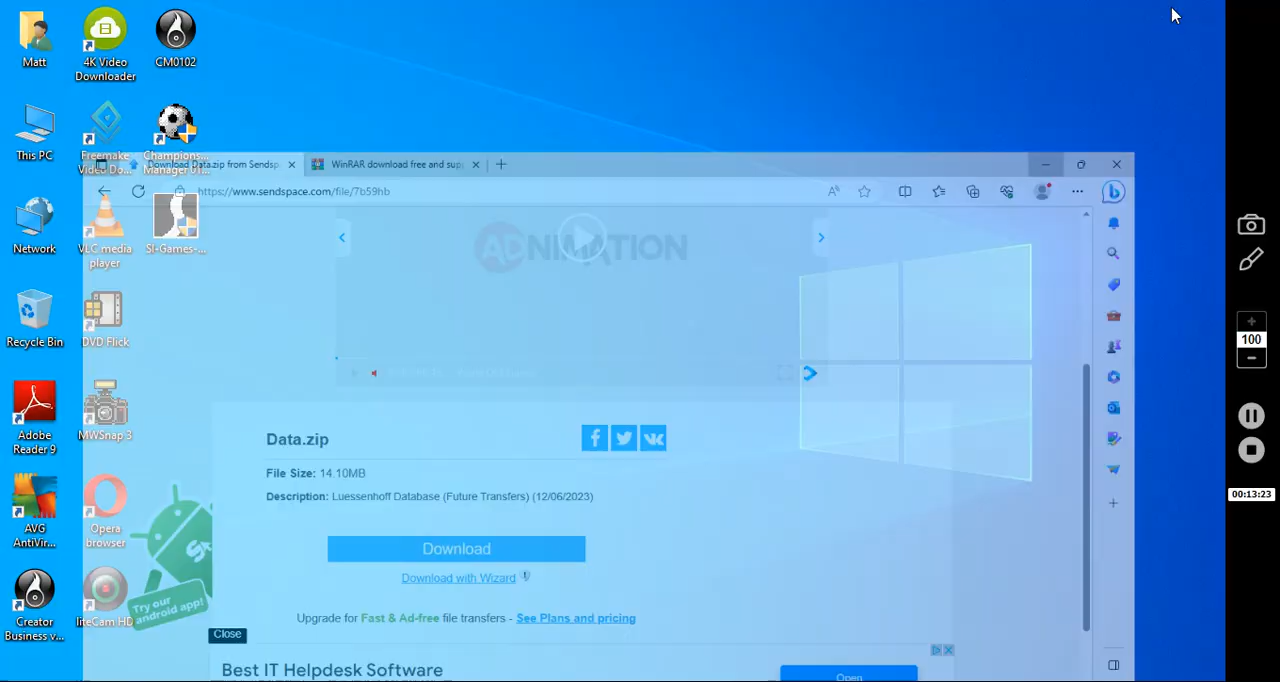 Matt
4K Video
Downloader
CM0102
This PC
Freemake
Video Do...
Champions...
Manager 01...
Download Data.zip from Sendsp
WinRAR download free and sup
https://www.sendspace.com/file/7b59hb
Network
VLC media
player
SI-Games-...
ADNIMATION
Recycle Bin
DVD Flick
100
Adobe
Reader 9
MWSnap 3
Data.zip
File Size: 14.10MB
Description: Luessenhoff Database (Future Transfers) (12/06/2023)
00:13:23
AVG
AntiVir...
Opera
browser
Download
Download with Wizard
Creator
Business v...
liteCam HD
Try our
android app!
Upgrade for Fast & Ad-free file transfers - See Plans and pricing
Close
Best IT Helpdesk Software
Open